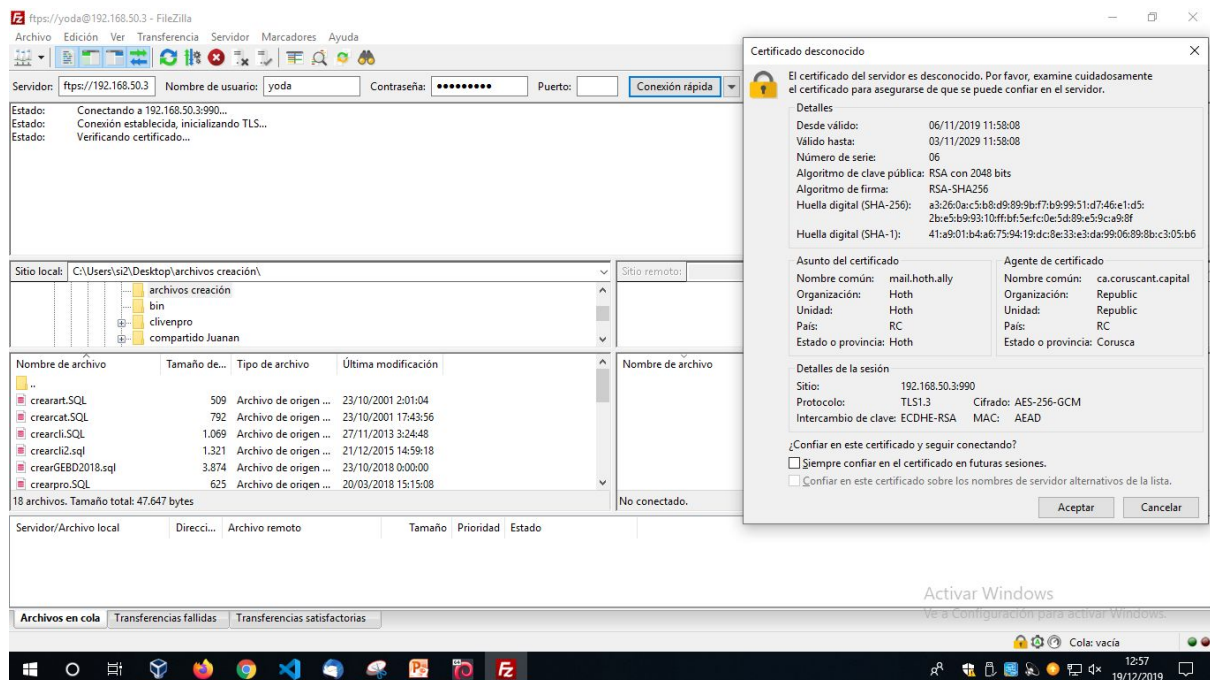 ftps://yoda@192.168.50.3 - FileZilla
Archivo Edición Ver Transferencia Servidor Marcadores Ayuda
Servidor: ftps://192.168.50.3 Nombre de usuario: yoda Contraseña: ●●●●●●●●● Puerto: Conexión rápida
Estado: Conectando a 192.168.50.3:990...
Estado: Conexión establecida, inicializando TLS...
Estado: Verificando certificado...
Sitio local: C:\Users\si2\Desktop\archivos creación\
archivos creación
bin
clivenpro
compartido Juanan
Nombre de archivo Tamaño de... Tipo de archivo Última modificación
..
crearart.SQL 509 Archivo de origen ... 23/10/2001 2:01:04
crearcat.SQL 792 Archivo de origen ... 23/10/2001 17:43:56
crearcli.SQL 1.069 Archivo de origen ... 27/11/2013 3:24:48
crearcli2.sql 1.321 Archivo de origen ... 21/12/2015 14:59:18
crearGEBD2018.sql 3.874 Archivo de origen ... 23/10/2018 0:00:00
crearpro.SQL 625 Archivo de origen ... 20/03/2018 15:15:08
18 archivos. Tamaño total: 47.647 bytes
Sitio remoto:
Nombre de archivo
No conectado.
Servidor/Archivo local Direcci... Archivo remoto Tamaño Prioridad Estado
Archivos en cola Transferencias fallidas Transferencias satisfactorias
Certificado desconocido
El certificado del servidor es desconocido. Por favor, examine cuidadosamente
el certificado para asegurarse de que se puede confiar en el servidor.
Detalles
Desde válido: 06/11/2019 11:58:08
Válido hasta: 03/11/2029 11:58:08
Número de serie: 06
Algoritmo de clave pública: RSA con 2048 bits
Algoritmo de firma: RSA-SHA256
Huella digital (SHA-256): a3:26:0a:c5:b8:d9:89:9b:f7:b9:99:51:d7:46:e1:d5:
2b:e5:b9:93:10:ff:bf:5e:fc:0e:5d:89:e5:9c:a9:8f
Huella digital (SHA-1): 41:a9:01:b4:a6:75:94:19:dc:8e:33:e3:da:99:06:89:8b:c3:05:b6
Asunto del certificado
Nombre común: mail.hoth.ally
Organización: Hoth
Unidad: Hoth
País: RC
Estado o provincia: Hoth
Agente de certificado
Nombre común: ca.coruscant.capital
Organización: Republic
Unidad: Republic
País: RC
Estado o provincia: Corusca
Detalles de la sesión
Sitio: 192.168.50.3:990
Protocolo: TLS1.3 Cifrado: AES-256-GCM
Intercambio de clave: ECDHE-RSA MAC: AEAD
¿Confiar en este certificado y seguir conectando?
Siempre confiar en el certificado en futuras sesiones.
Confiar en este certificado sobre los nombres de servidor alternativos de la lista.
Aceptar Cancelar
Activar Windows
Ve a Configuración para activar Windows.
Cola: vacía
12:57
19/12/2019